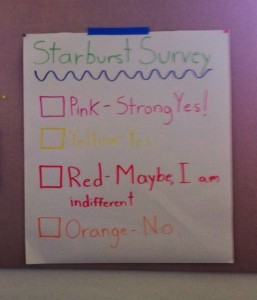 Starburst Survey
Pink - Strong Yes!
Yellow - Yes
Red - Maybe, I am
indifferent
Orange - No